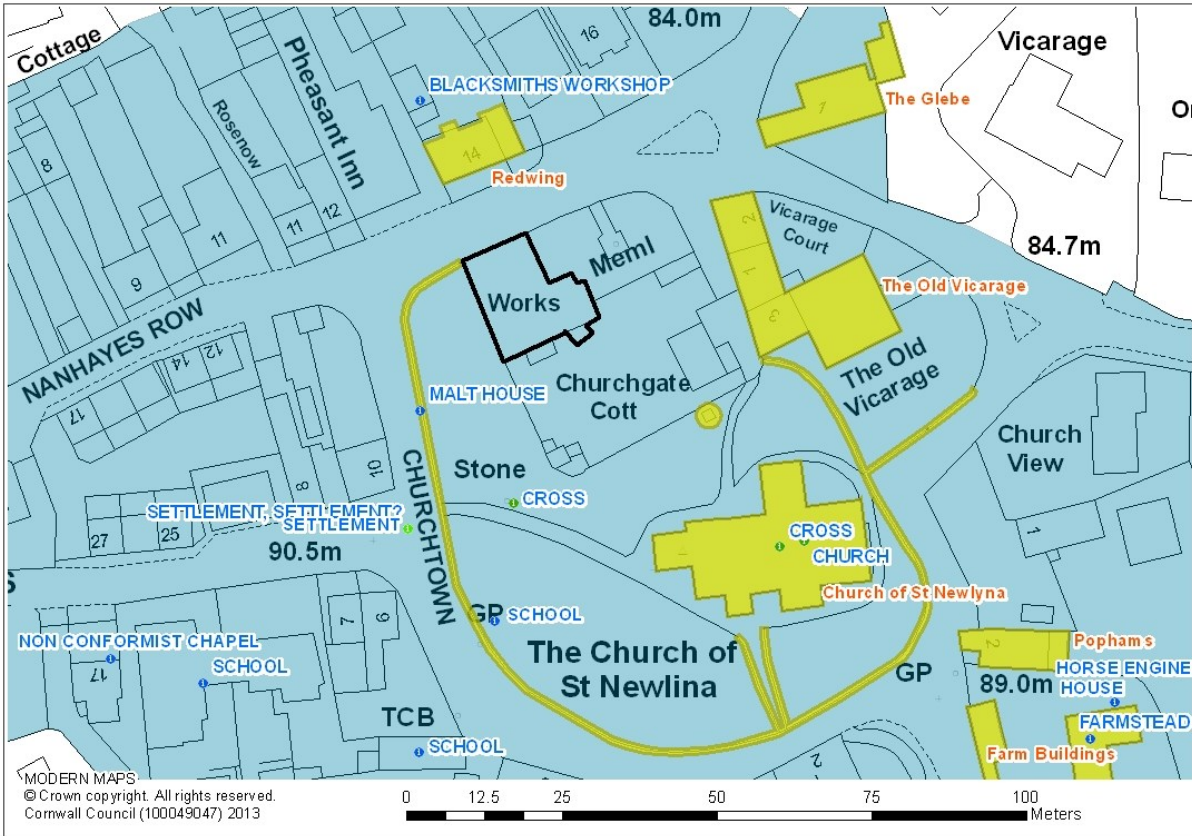 Cottage
84.0m
Vicarage
O
16
Pheasant Inn
BLACKSMITHS WORKSHOP
1
The Glebe
8
Rosenow
14
Redwing
11
11
12
9
2
Vicarage
Court
84.7m
Meml
1
The Old Vicarage
Works
3
NANHAYES ROW
12
14
17
The Old
Vicarage
MALT HOUSE
Churchgate
Cott
Church
View
CHURCHTOWN
10
8
Stone
CROSS
SETTLEMENT, SETTLEMENT?
SETTLEMENT
27
25
90.5m
CROSS
CHURCH
1
S
Church of St Newlyna
7
6
GP
SCHOOL
NON CONFORMIST CHAPEL
17
SCHOOL
The Church of
St Newlina
2
Popham's
GP
89.0m
HORSE ENGINE
HOUSE
TCB
SCHOOL
FARMSTEAD
Farm Buildings
2
MODERN MAPS
© Crown copyright. All rights reserved.
Cornwall Council (100049047) 2013
0 12.5 25 50 75 100
Meters